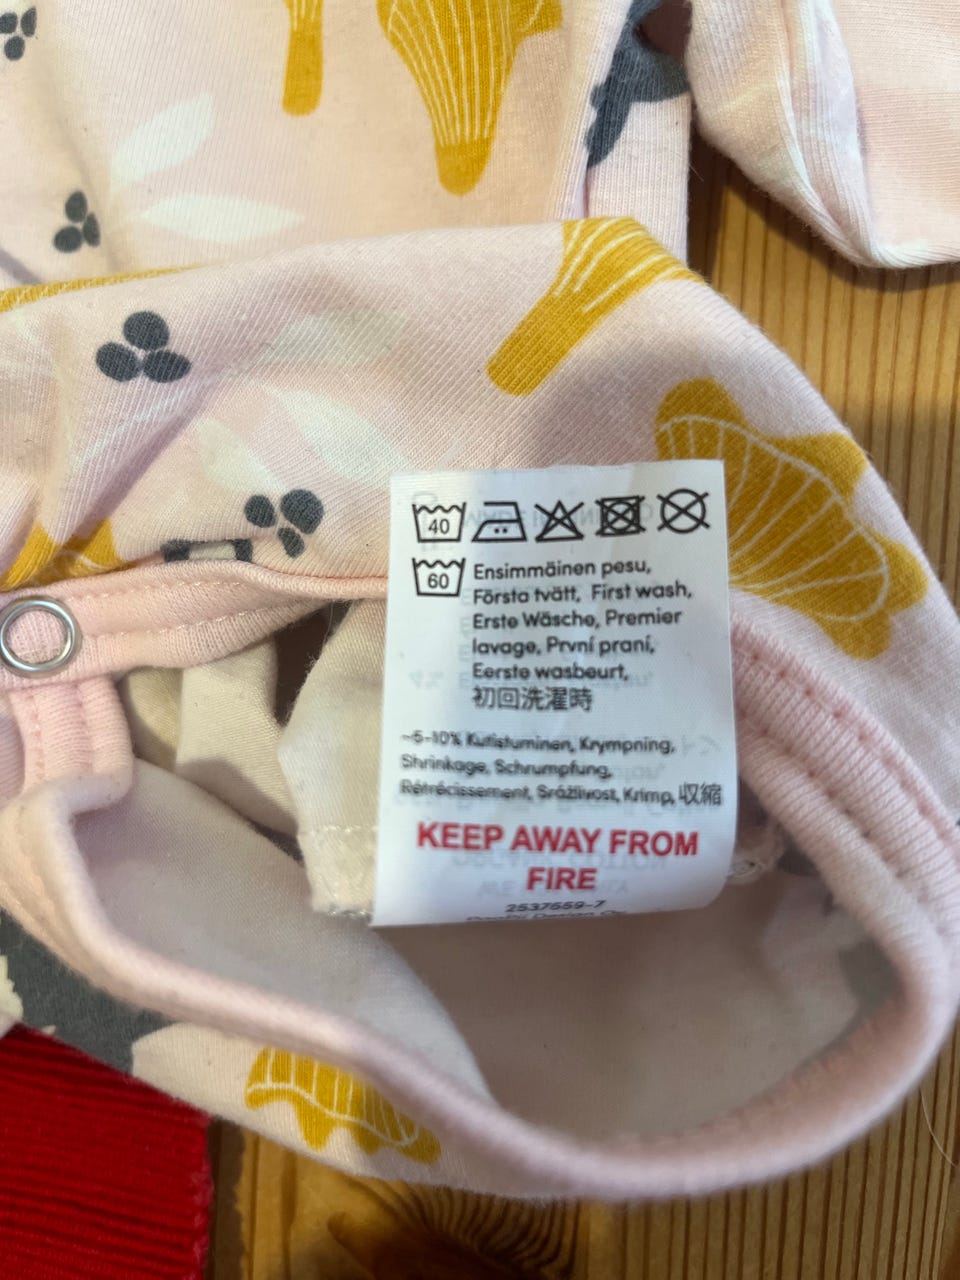 40
60
Ensimmäinen pesu,
Första tvätt, First wash,
Erste Wäsche, Premier
lavage, První praní,
Eerste wasbeurt,
初回洗濯時
~5-10% Kutistuminen, Krympning,
Shrinkage, Schrumpfung,
Rétrécissement, Srážlivost, Krimp, 収縮
KEEP AWAY FROM
FIRE
2537559-7
Design